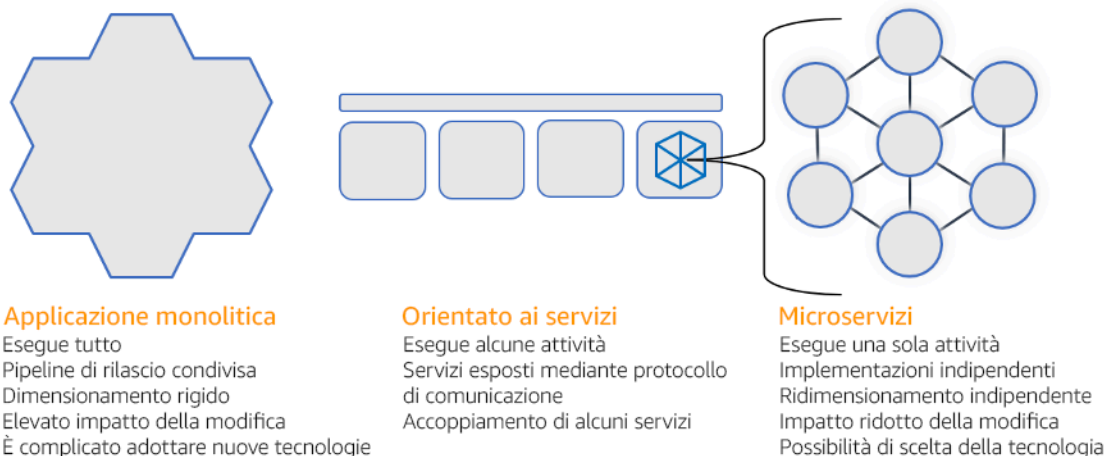 Applicazione monolitica
Esegue tutto
Pipeline di rilascio condivisa
Dimensionamento rigido
Elevato impatto della modifica
È complicato adottare nuove tecnologie
Orientato ai servizi
Esegue alcune attività
Servizi esposti mediante protocollo
di comunicazione
Accoppiamento di alcuni servizi
Microservizi
Esegue una sola attività
Implementazioni indipendenti
Ridimensionamento indipendente
Impatto ridotto della modifica
Possibilità di scelta della tecnologia